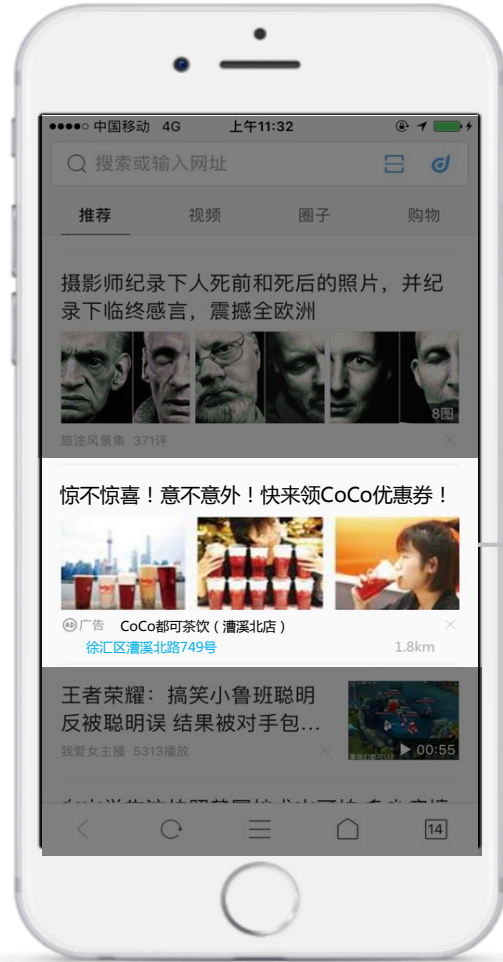 中国移动 4G 上午11:32
搜索或输入网址
推荐 视频 圈子 购物
摄影师纪录下人死前和死后的照片，并纪
录下临终感言，震撼全欧洲
8图
旅途风景集 371评
惊不惊喜！意不意外！快来领CoCo优惠券！
AD 广告 CoCo都可茶饮（漕溪北店）
徐汇区漕溪北路749号 1.8km
王者荣耀：搞笑小鲁班聪明
反被聪明误 结果被对手包...
00:55
我爱女主播 5313播放
14